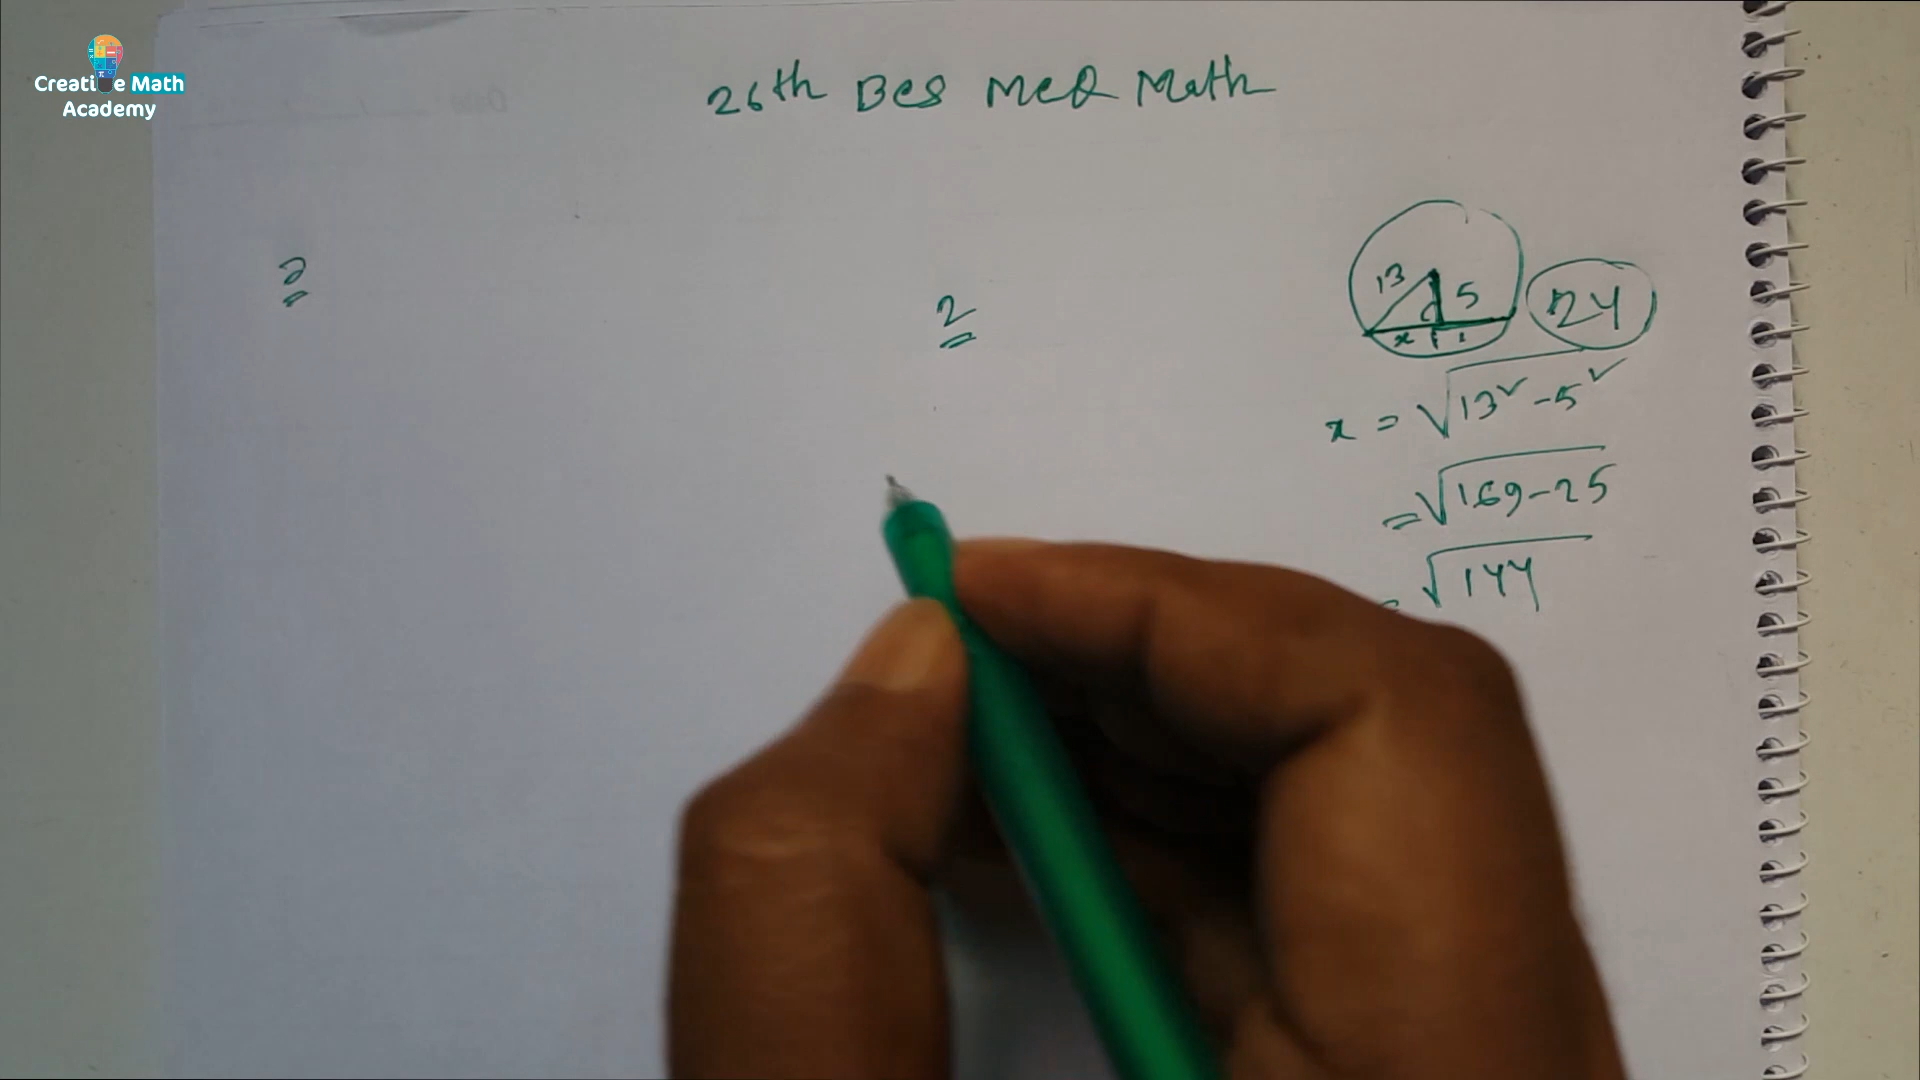 Creative Math
Academy
26th Bcs McQ Math
2
=
2
=
13
5
x
24
x = √13² - 5²
= √169-25
= √144